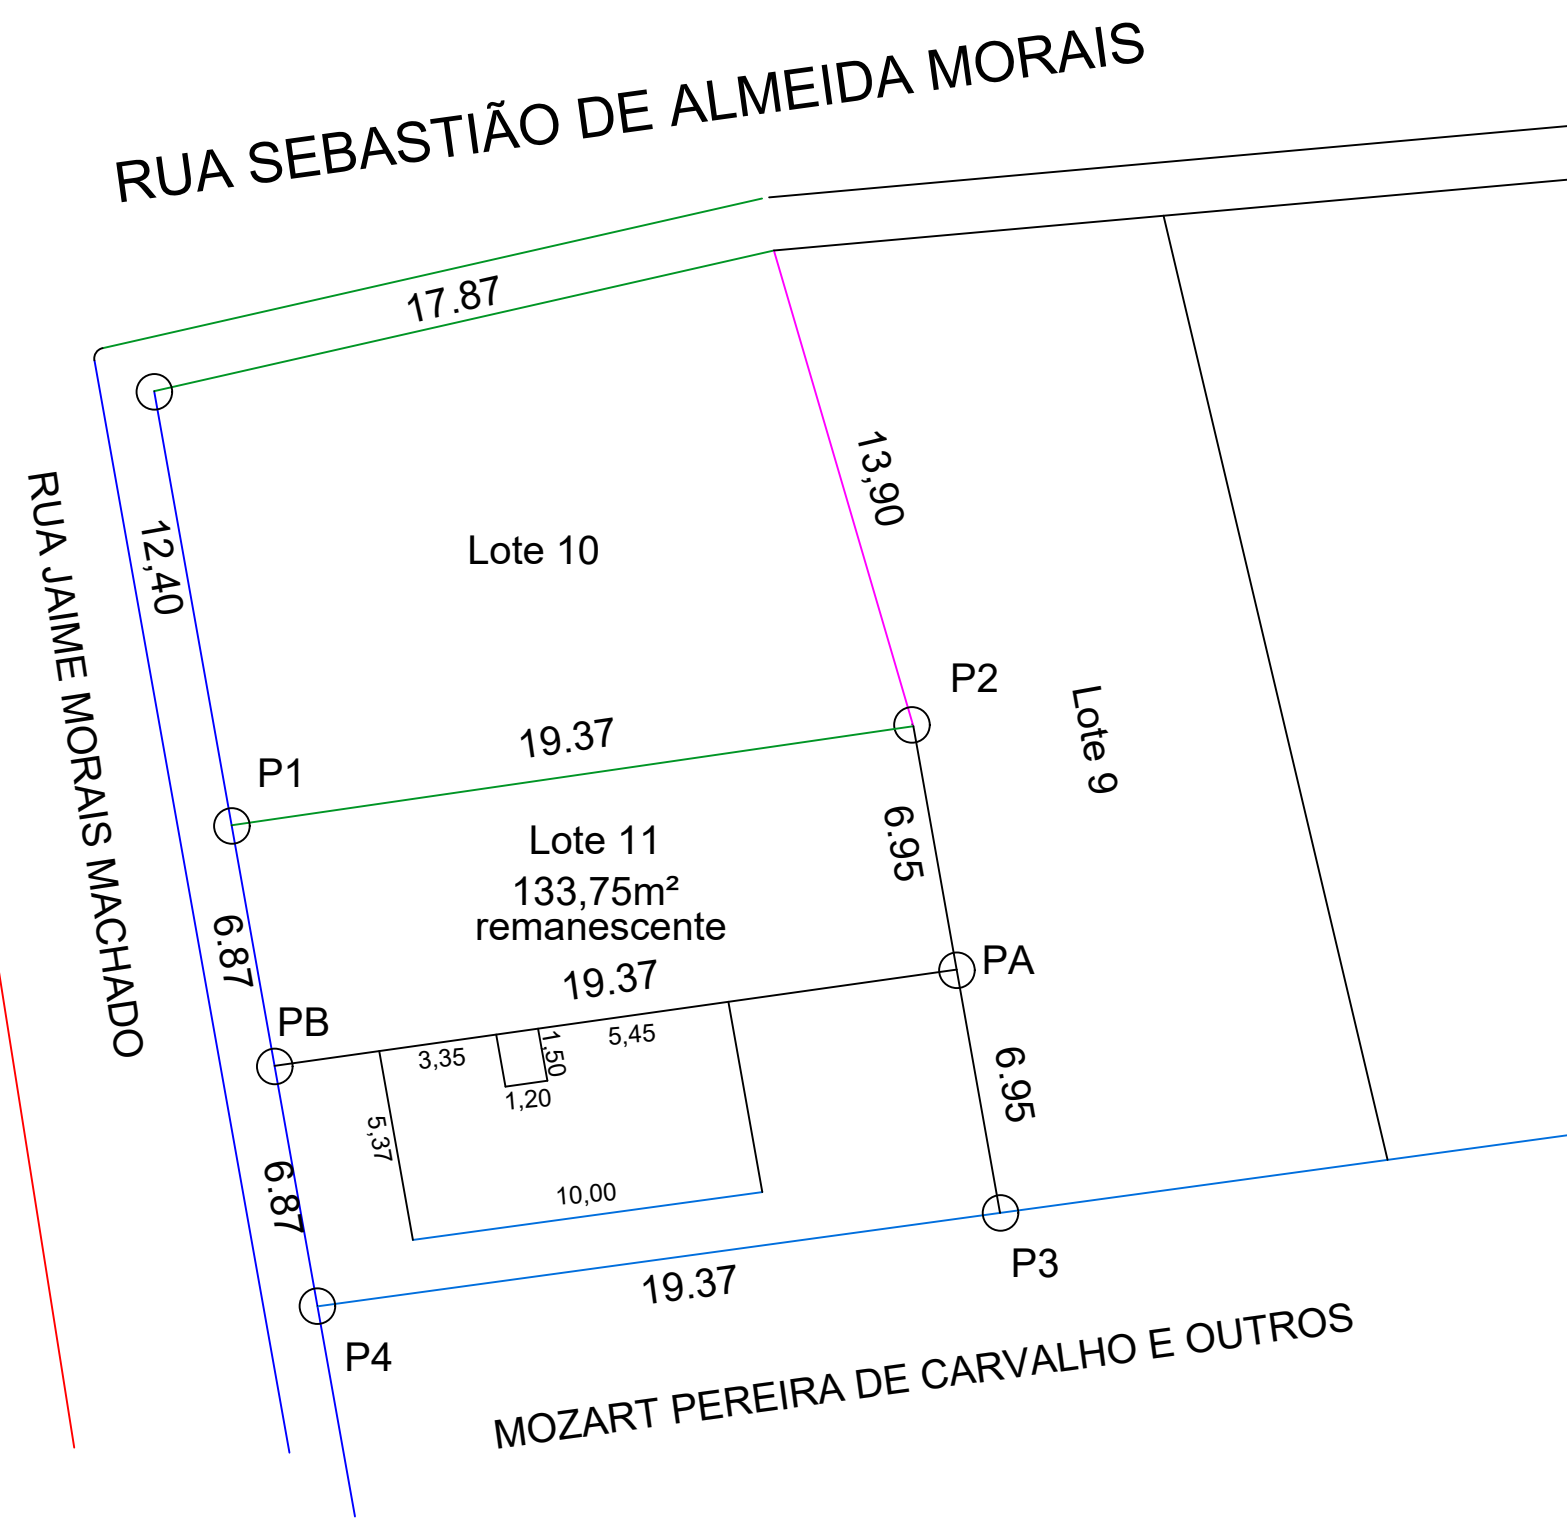 RUA SEBASTIÃO DE ALMEIDA MORAIS
17.87
RUA JAIME MORAIS MACHADO
12,40
13,90
Lote 10
P2
19.37
P1
Lote 9
Lote 11
133,75m²
remanescente
6.95
6.87
19.37
PA
PB
3,35
1,50
5,45
1,20
5,37
6.95
6.87
10,00
19.37
P3
P4
MOZART PEREIRA DE CARVALHO E OUTROS